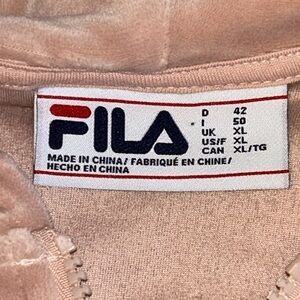 FILA
D 42
I 50
UK XL
US/F XL
CAN XL/TG
MADE IN CHINA/ FABRIQUÉ EN CHINE/
HECHO EN CHINA